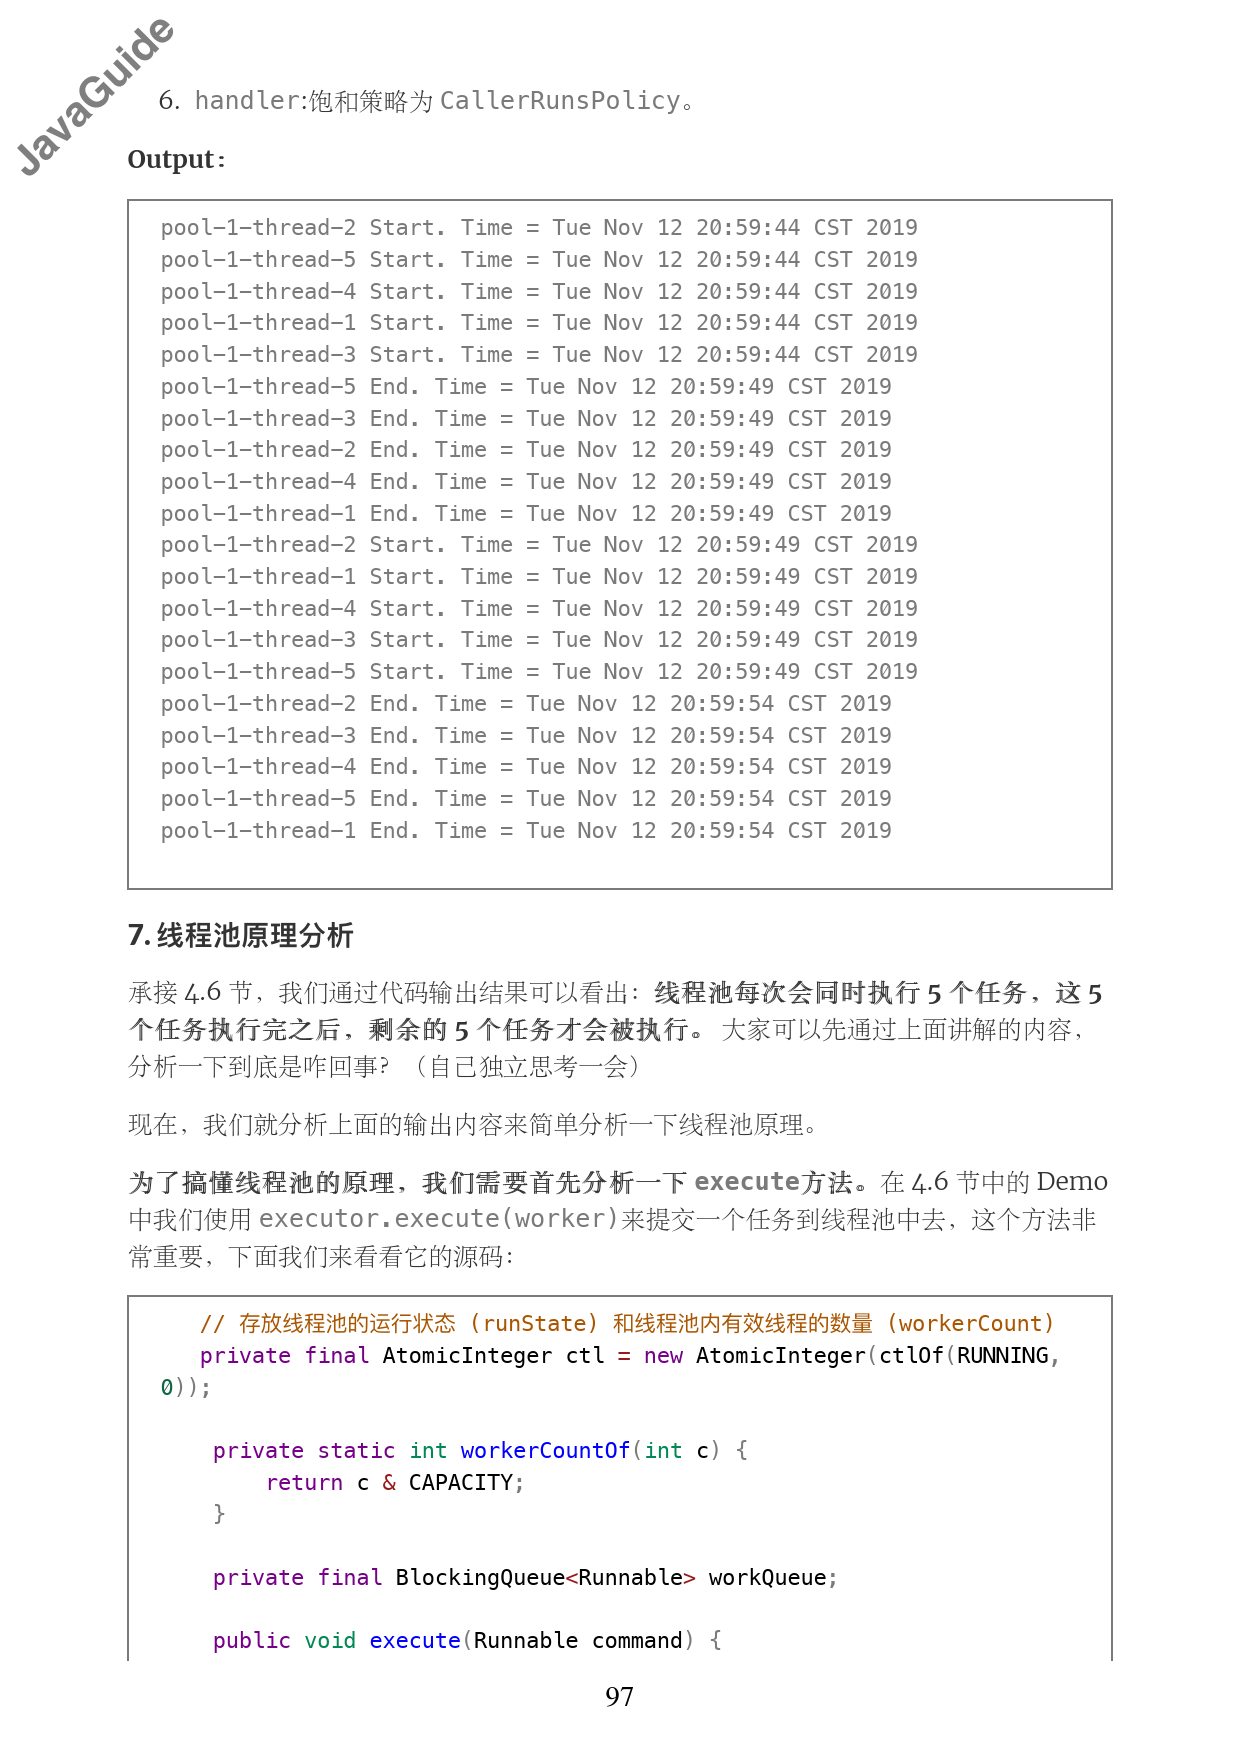 JavaGuide
6. handler:饱和策略为 CallerRunsPolicy。
Output：
pool-1-thread-2 Start. Time = Tue Nov 12 20:59:44 CST 2019
pool-1-thread-5 Start. Time = Tue Nov 12 20:59:44 CST 2019
pool-1-thread-4 Start. Time = Tue Nov 12 20:59:44 CST 2019
pool-1-thread-1 Start. Time = Tue Nov 12 20:59:44 CST 2019
pool-1-thread-3 Start. Time = Tue Nov 12 20:59:44 CST 2019
pool-1-thread-5 End. Time = Tue Nov 12 20:59:49 CST 2019
pool-1-thread-3 End. Time = Tue Nov 12 20:59:49 CST 2019
pool-1-thread-2 End. Time = Tue Nov 12 20:59:49 CST 2019
pool-1-thread-4 End. Time = Tue Nov 12 20:59:49 CST 2019
pool-1-thread-1 End. Time = Tue Nov 12 20:59:49 CST 2019
pool-1-thread-2 Start. Time = Tue Nov 12 20:59:49 CST 2019
pool-1-thread-1 Start. Time = Tue Nov 12 20:59:49 CST 2019
pool-1-thread-4 Start. Time = Tue Nov 12 20:59:49 CST 2019
pool-1-thread-3 Start. Time = Tue Nov 12 20:59:49 CST 2019
pool-1-thread-5 Start. Time = Tue Nov 12 20:59:49 CST 2019
pool-1-thread-2 End. Time = Tue Nov 12 20:59:54 CST 2019
pool-1-thread-3 End. Time = Tue Nov 12 20:59:54 CST 2019
pool-1-thread-4 End. Time = Tue Nov 12 20:59:54 CST 2019
pool-1-thread-5 End. Time = Tue Nov 12 20:59:54 CST 2019
pool-1-thread-1 End. Time = Tue Nov 12 20:59:54 CST 2019
7. 线程池原理分析
承接 4.6 节，我们通过代码输出结果可以看出：线程池每次会同时执行 5 个任务，这 5
个任务执行完之后，剩余的 5 个任务才会被执行。 大家可以先通过上面讲解的内容，
分析一下到底是咋回事？（自己独立思考一会）
现在，我们就分析上面的输出内容来简单分析一下线程池原理。
为了搞懂线程池的原理，我们需要首先分析一下 execute方法。在 4.6 节中的 Demo
中我们使用 executor.execute(worker)来提交一个任务到线程池中去，这个方法非
常重要，下面我们来看看它的源码：
// 存放线程池的运行状态 (runState) 和线程池内有效线程的数量 (workerCount)
private final AtomicInteger ctl = new AtomicInteger(ctlOf(RUNNING,
0));
private static int workerCountOf(int c) {
return c & CAPACITY;
}
private final BlockingQueue<Runnable> workQueue;
public void execute(Runnable command) {
97